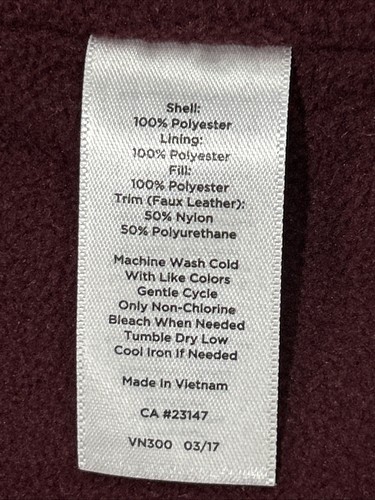 Shell:
100% Polyester
Lining:
100% Polyester
Fill:
100% Polyester
Trim (Faux Leather):
50% Nylon
50% Polyurethane
Machine Wash Cold
With Like Colors
Gentle Cycle
Only Non-Chlorine
Bleach When Needed
Tumble Dry Low
Cool Iron If Needed
Made In Vietnam
CA #23147
VN300 03/17